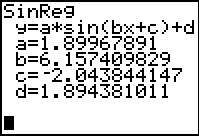 SinReg
y=a*sin(bx+c)+d
a=1.89967891
b=6.157409829
c=-2.043844147
d=1.894381011